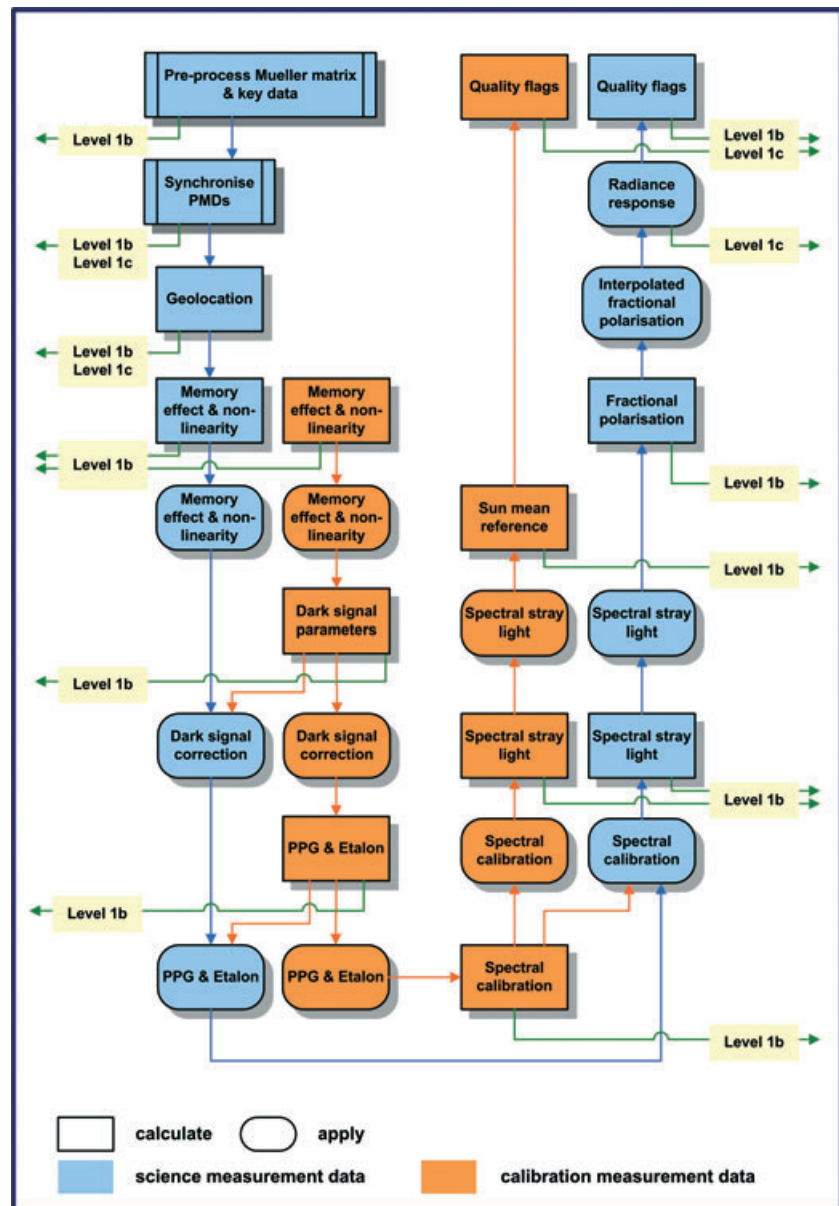 Pre-process Mueller matrix
& key data
Level 1b
Synchronise
PMDs
Level 1b
Level 1c
Geolocation
Level 1b
Level 1c
Memory
effect & non-
linearity
Memory
effect & non-
linearity
Level 1b
Memory
effect & non-
linearity
Memory
effect & non-
linearity
Dark signal
parameters
Level 1b
Dark signal
correction
Dark signal
correction
PPG & Etalon
Level 1b
PPG & Etalon
PPG & Etalon
Quality flags
Quality flags
Level 1b
Level 1c
Radiance
response
Level 1c
Interpolated
fractional
polarisation
Fractional
polarisation
Level 1b
Sun mean
reference
Level 1b
Spectral stray
light
Spectral stray
light
Spectral stray
light
Spectral stray
light
Level 1b
Spectral
calibration
Spectral
calibration
Spectral
calibration
Level 1b
calculate
apply
science measurement data
calibration measurement data